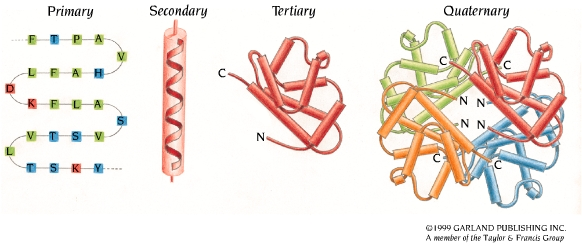 Primary
Secondary
Tertiary
Quaternary
F T P A
V
L F A H
D
K F L A
S
V T S V
L
T S K Y
C
N
C
C
N N
N N
C
C
©1999 GARLAND PUBLISHING INC.
A member of the Taylor & Francis Group